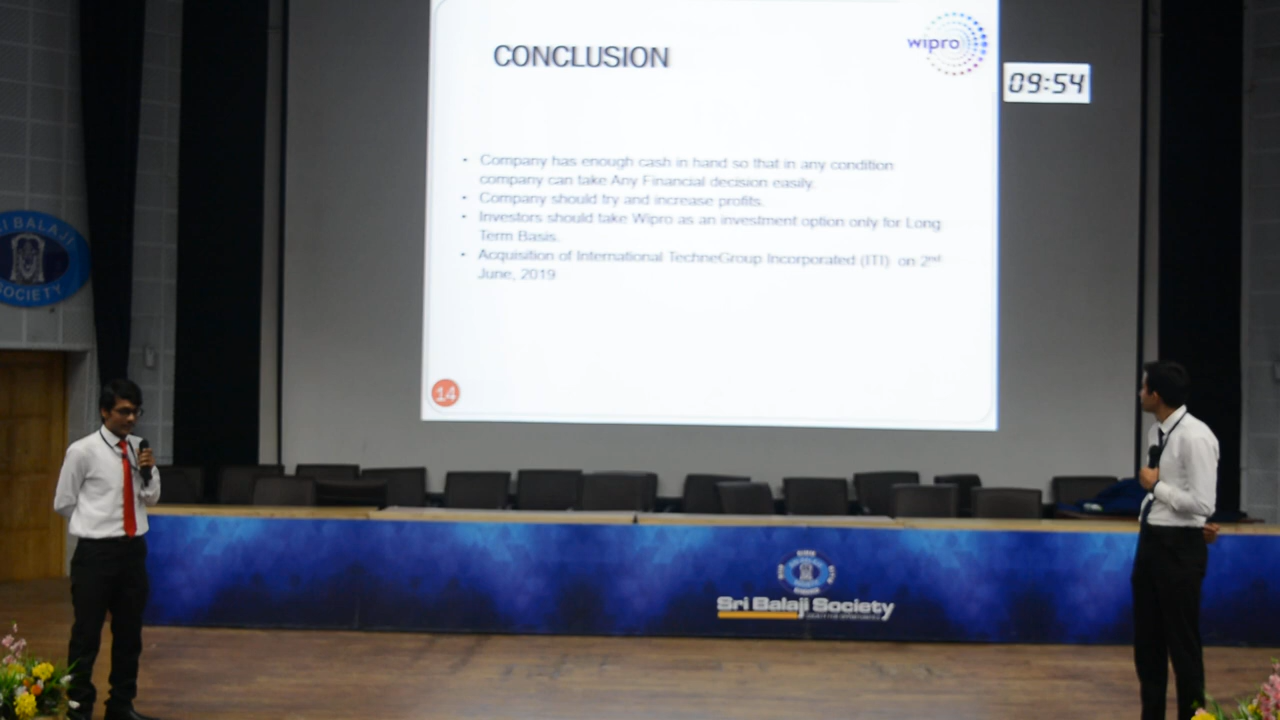 CONCLUSION
wipro
09:54
• Company has enough cash in hand so that in any condition
company can take Any Financial decision easily.
• Company should try and increase profits.
• Investors should take Wipro as an investment option only for Long
Term Basis.
• Acquisition of International TechneGroup Incorporated (ITI) on 2nd
June, 2019
14
SRI BALAJI
SOCIETY
Sri Balaji Society